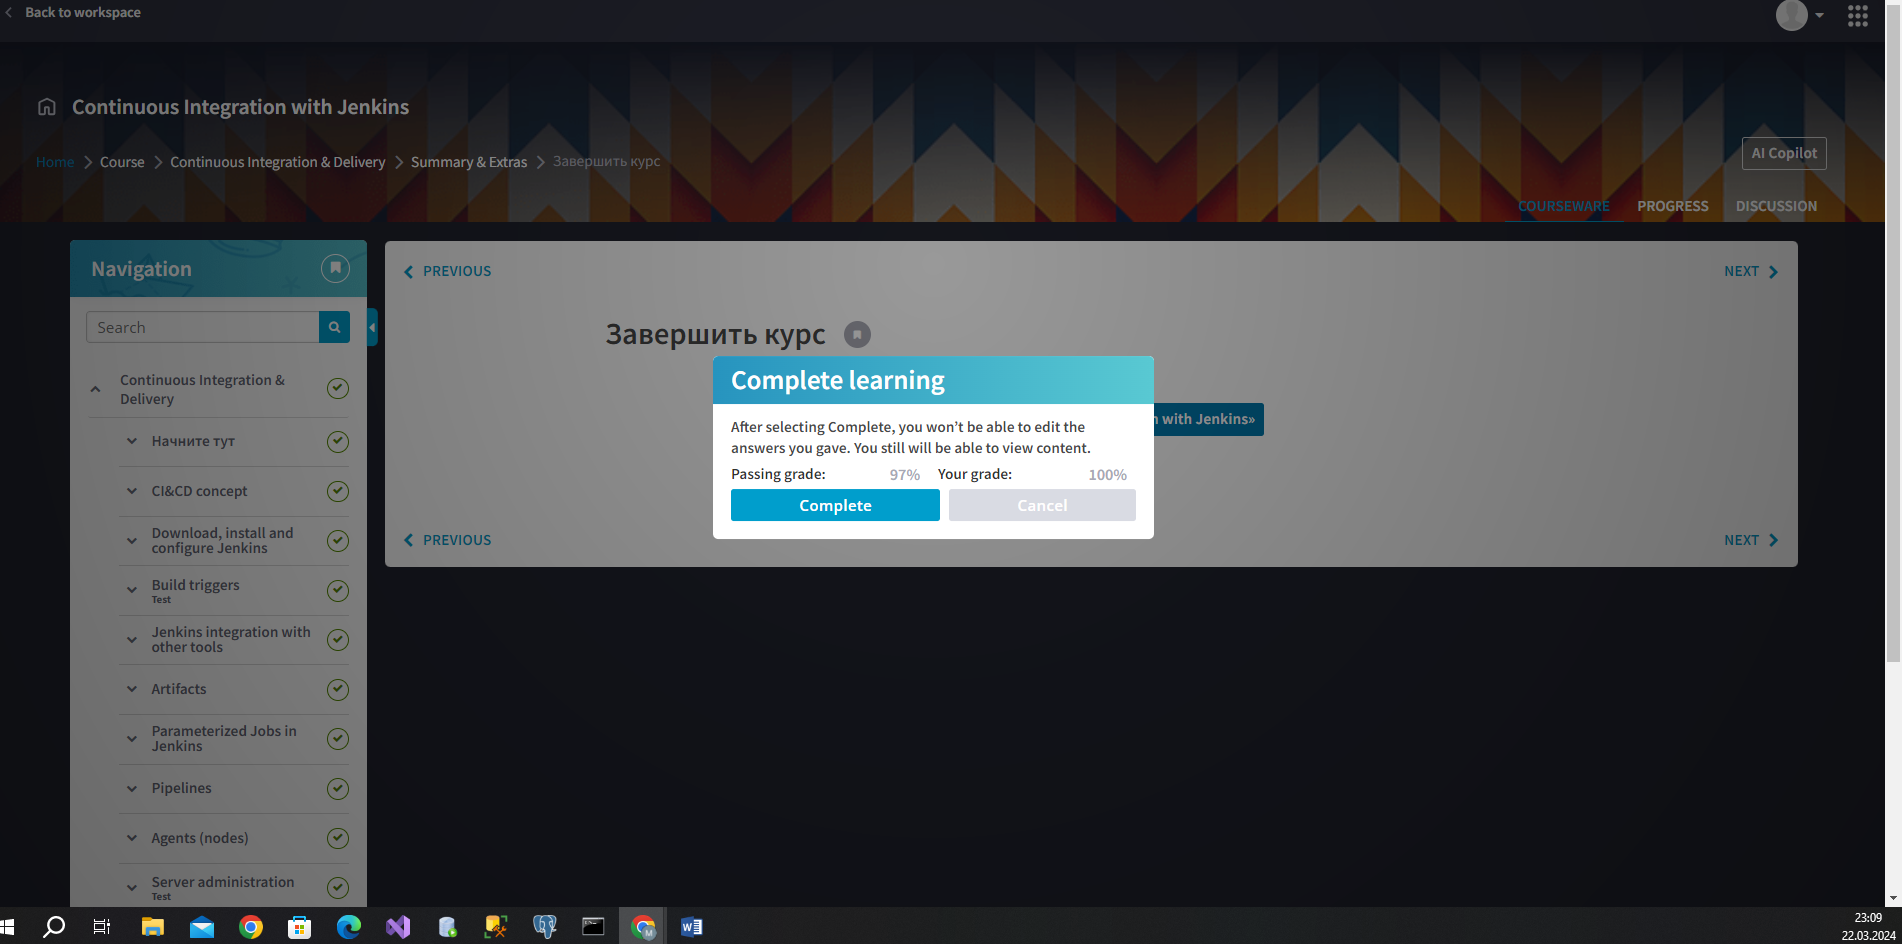 Back to workspace
Continuous Integration with Jenkins
Home > Course > Continuous Integration & Delivery > Summary & Extras > Завершить курс
AI Copilot
COURSEWARE PROGRESS DISCUSSION
Navigation
Search
Continuous Integration &
Delivery
Начните тут
CI&CD concept
Download, install and
configure Jenkins
Build triggers
Test
Jenkins integration with
other tools
Artifacts
Parameterized Jobs in
Jenkins
Pipelines
Agents (nodes)
Server administration
Test
PREVIOUS
NEXT
Завершить курс
with Jenkins»
Complete learning
After selecting Complete, you won’t be able to edit the
answers you gave. You still will be able to view content.
Passing grade: 97% Your grade: 100%
Complete Cancel
PREVIOUS
NEXT
M
W
23:09
22.03.2024